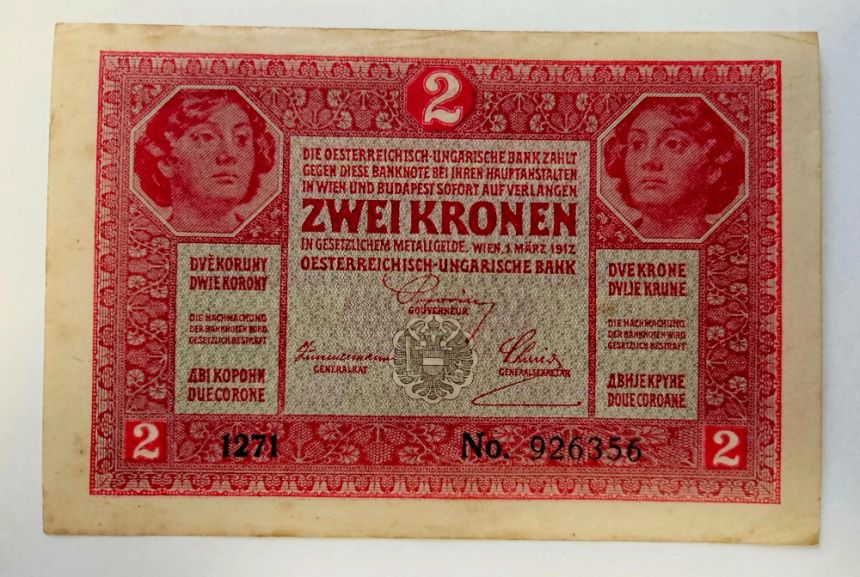 2
DIE OESTERREICHISCH-UNGARISCHE BANK ZAHLT
GEGEN DIESE BANKNOTE BEI IHREN HAUPTANSTALTEN
IN WIEN UND BUDAPEST SOFORT AUF VERLANGEN
ZWEI KRONEN
IN GESETZLICHEM METALLGELDE. WIEN, 1. MÄRZ 1917
OESTERREICHISCH-UNGARISCHE BANK
GOUVERNEUR
GENERALRAT
GENERALSEKRETÄR
DVĚ KORUNY
DWIE KORONY
DIE NACHMACHUNG
DER BANKNOTEN WIRD
GESETZLICH BESTRAFT
ДВІ КОРОНИ
DUE CORONE
DVE KRONE
DVIJE KRUNE
DIE NACHMACHUNG
DER BANKNOTEN WIRD
GESETZLICH BESTRAFT
ДВИЈЕ КРУНЕ
DOUE COROANE
2
1271
No. 926356
2